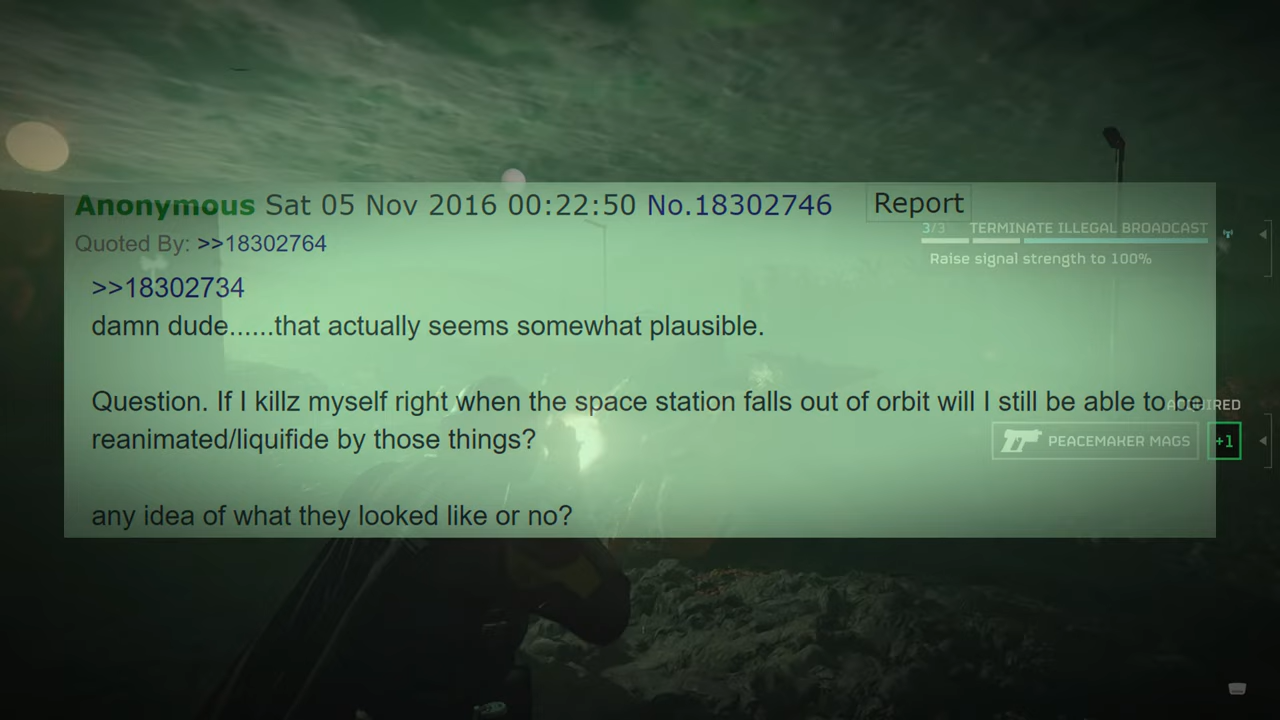 Anonymous Sat 05 Nov 2016 00:22:50 No.18302746 Report
Quoted By: >>18302764
>>18302734
damn dude......that actually seems somewhat plausible.
Question. If I killz myself right when the space station falls out of orbit will I still be able to be
reanimated/liquifide by those things?
any idea of what they looked like or no?
3/3 TERMINATE ILLEGAL BROADCAST
Raise signal strength to 100%
ACQUIRED
PEACEMAKER MAGS +1